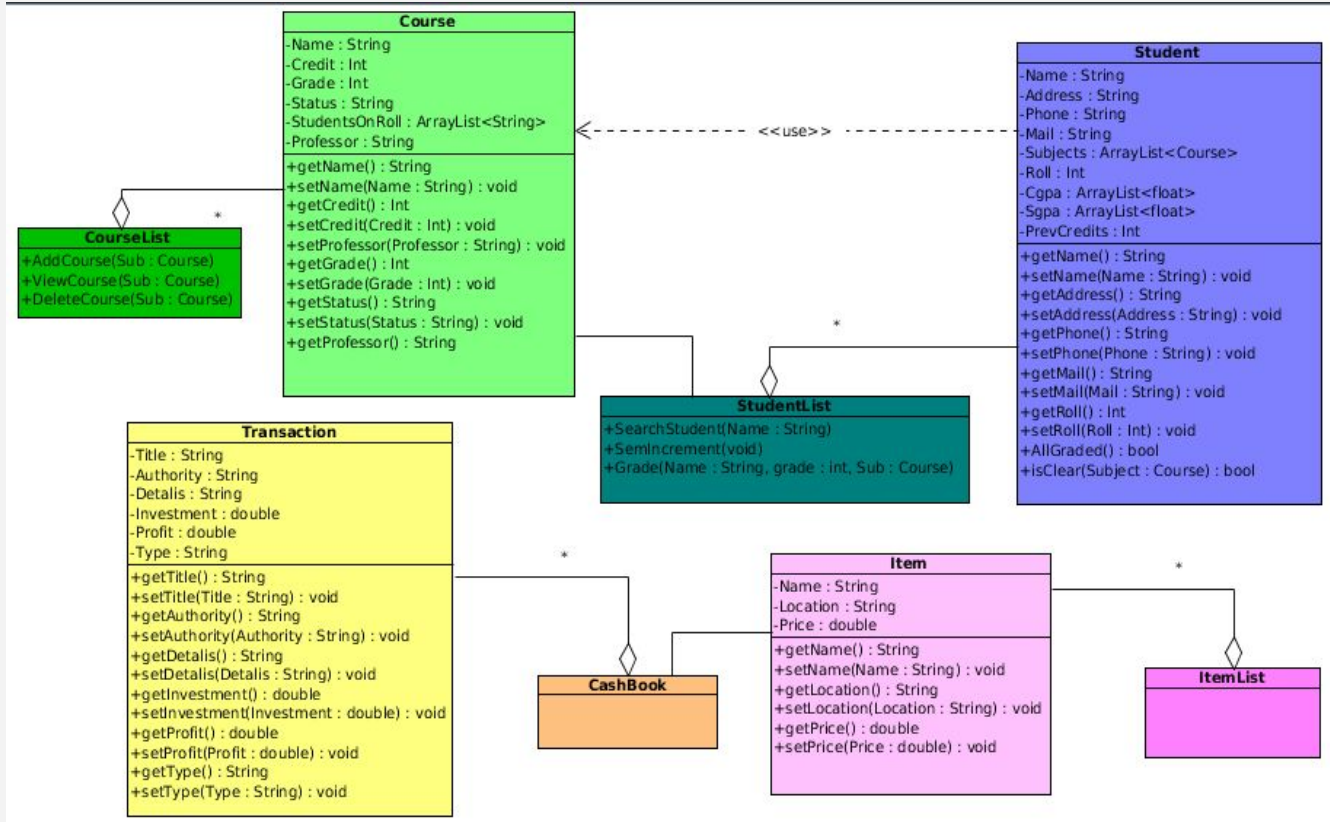 Course
-Name : String
-Credit : Int
-Grade : Int
-Status : String
-StudentsOnRoll : ArrayList<String>
-Professor : String
+getName() : String
+setName(Name : String) : void
+getCredit() : Int
+setCredit(Credit : Int) : void
+setProfessor(Professor : String) : void
+getGrade() : Int
+setGrade(Grade : Int) : void
+getStatus() : String
+setStatus(Status : String) : void
+getProfessor() : String
<<use>>
Student
-Name : String
-Address : String
-Phone : String
-Mail : String
-Subjects : ArrayList<Course>
-Roll : Int
-Cgpa : ArrayList<float>
-Sgpa : ArrayList<float>
-PrevCredits : Int
+getName() : String
+setName(Name : String) : void
+getAddress() : String
+setAddress(Address : String) : void
+getPhone() : String
+setPhone(Phone : String) : void
+getMail() : String
+setMail(Mail : String) : void
+getRoll() : Int
+setRoll(Roll : Int) : void
+AllGraded() : bool
+isClear(Subject : Course) : bool
*
CourseList
+AddCourse(Sub : Course)
+ViewCourse(Sub : Course)
+DeleteCourse(Sub : Course)
*
StudentList
+SearchStudent(Name : String)
+SemIncrement(void)
+Grade(Name : String, grade : int, Sub : Course)
Transaction
-Title : String
-Authority : String
-Detalis : String
-Investment : double
-Profit : double
-Type : String
+getTitle() : String
+setTitle(Title : String) : void
+getAuthority() : String
+setAuthority(Authority : String) : void
+getDetalis() : String
+setDetalis(Detalis : String) : void
+getInvestment() : double
+setInvestment(Investment : double) : void
+getProfit() : double
+setProfit(Profit : double) : void
+getType() : String
+setType(Type : String) : void
*
CashBook
Item
-Name : String
-Location : String
-Price : double
+getName() : String
+setName(Name : String) : void
+getLocation() : String
+setLocation(Location : String) : void
+getPrice() : double
+setPrice(Price : double) : void
*
ItemList